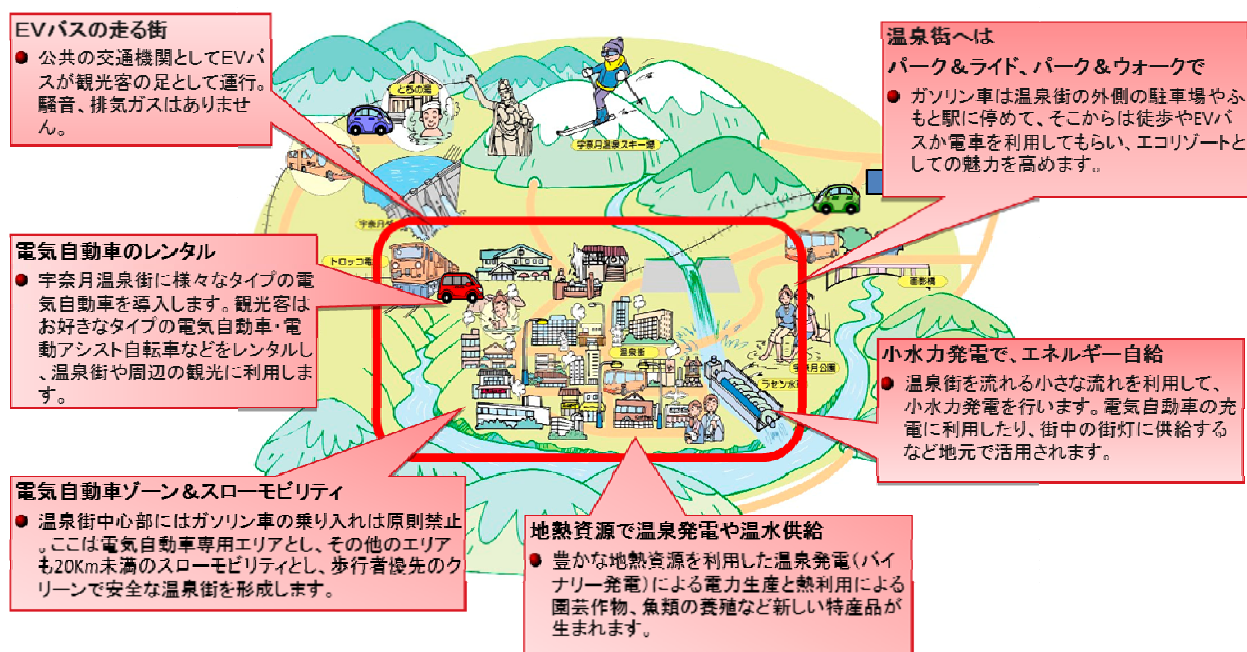 EVバスの走る街
公共の交通機関としてEVバ
スが観光客の足として運行。
騒音、排気ガスはありませ
ん。
温泉街へは
パーク＆ライド、パーク＆ウォークで
ガソリン車は温泉街の外側の駐車場やふ
もと駅に停めて、そこからは徒歩やEVバ
スか電車を利用してもらい、エコリゾートと
しての魅力を高めます。
とちの湯
宇奈月温泉スキー場
宇奈月ダ
トロッコ電
温泉街
ラセン水
宇奈月公園
電気自動車のレンタル
宇奈月温泉街に様々なタイプの電
気自動車を導入します。観光客は
お好きなタイプの電気自動車・電
動アシスト自転車などをレンタルし
、温泉街や周辺の観光に利用しま
す。
小水力発電で、エネルギー自給
温泉街を流れる小さな流れを利用して、
小水力発電を行います。電気自動車の充
電に利用したり、街中の街灯に供給する
など地元で活用されます。
電気自動車ゾーン＆スローモビリティ
温泉街中心部にはガソリン車の乗り入れは原則禁止
。ここは電気自動車専用エリアとし、その他のエリア
も20Km未満のスローモビリティとし、歩行者優先のク
リーンで安全な温泉街を形成します。
地熱資源で温泉発電や温水供給
豊かな地熱資源を利用した温泉発電（バイ
ナリー発電）による電力生産と熱利用による
園芸作物、魚類の養殖など新しい特産品が
生まれます。